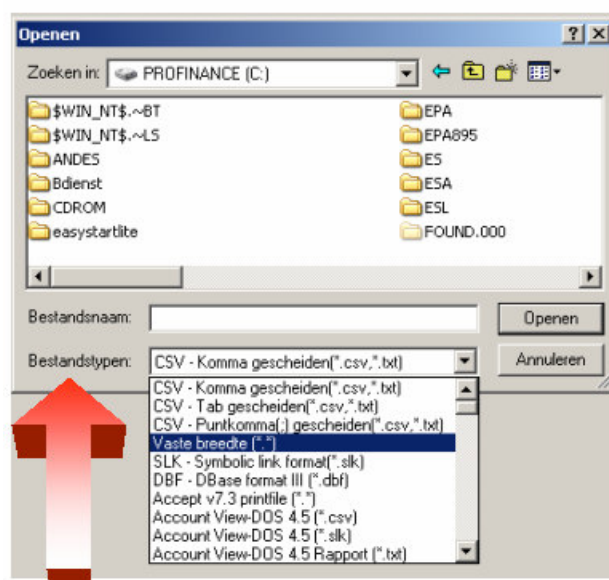 Openen
Zoeken in: PROFINANCE (C:)
$WIN_NT$.~BT
$WIN_NT$.~LS
ANDES
Bdienst
CDROM
easystartlite
EPA
EPA895
ES
ESA
ESL
FOUND.000
Bestandsnaam:
Openen
Bestandstypen: CSV - Komma gescheiden(*.csv,*.txt)
Annuleren
CSV - Komma gescheiden(*.csv,*.txt)
CSV - Tab gescheiden(*.csv,*.txt)
CSV - Puntkomma(;) gescheiden(*.csv,*.txt)
Vaste breedte (*.*)
SLK - Symbolic link format(*.slk)
DBF - DBase format III (*.dbf)
Accept v7.3 printfile (*.*)
Account View-DOS 4.5 (*.csv)
Account View-DOS 4.5 (*.slk)
Account View-DOS 4.5 Rapport (*.txt)